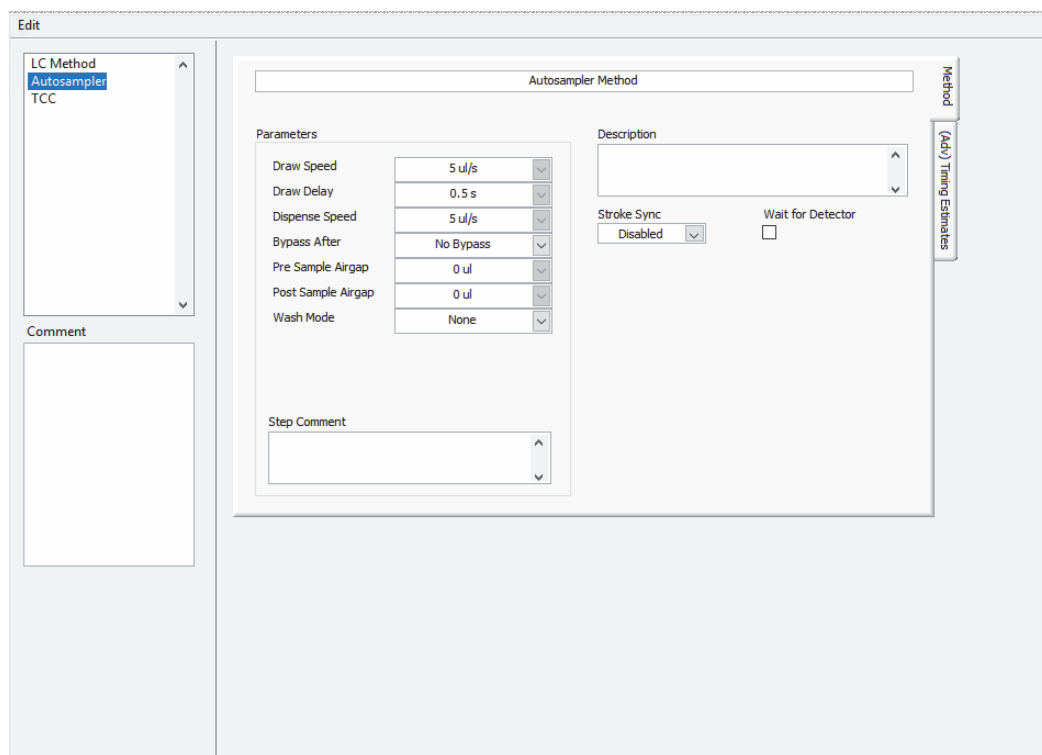 Edit
LC Method
Autosampler
TCC
Comment
Autosampler Method
Method
(Adv) Timing Estimates
Parameters
Draw Speed 5 ul/s
Draw Delay 0.5 s
Dispense Speed 5 ul/s
Bypass After No Bypass
Pre Sample Airgap 0 ul
Post Sample Airgap 0 ul
Wash Mode None
Step Comment
Description
Stroke Sync Wait for Detector
Disabled